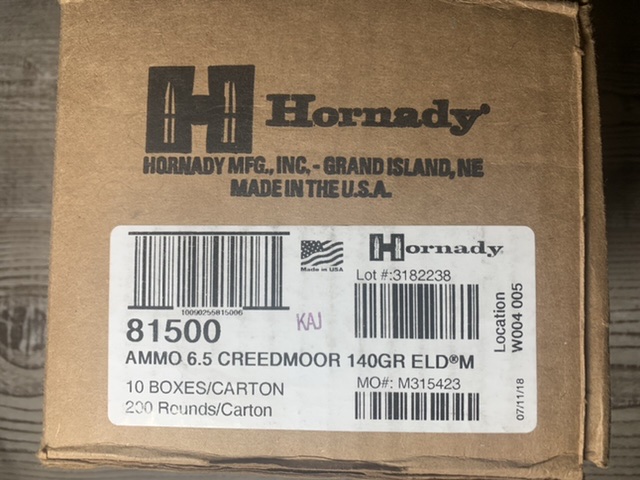 H Hornady®
HORNADY MFG., INC. - GRAND ISLAND, NE
MADE IN THE U.S.A.
10090255815006
81500
KAJ
Made in USA
Hornady
Lot #:3182238
AMMO 6.5 CREEDMOOR 140GR ELD®M
10 BOXES/CARTON
200 Rounds/Carton
MO#: M315423
Location
W004 005
07/11/18